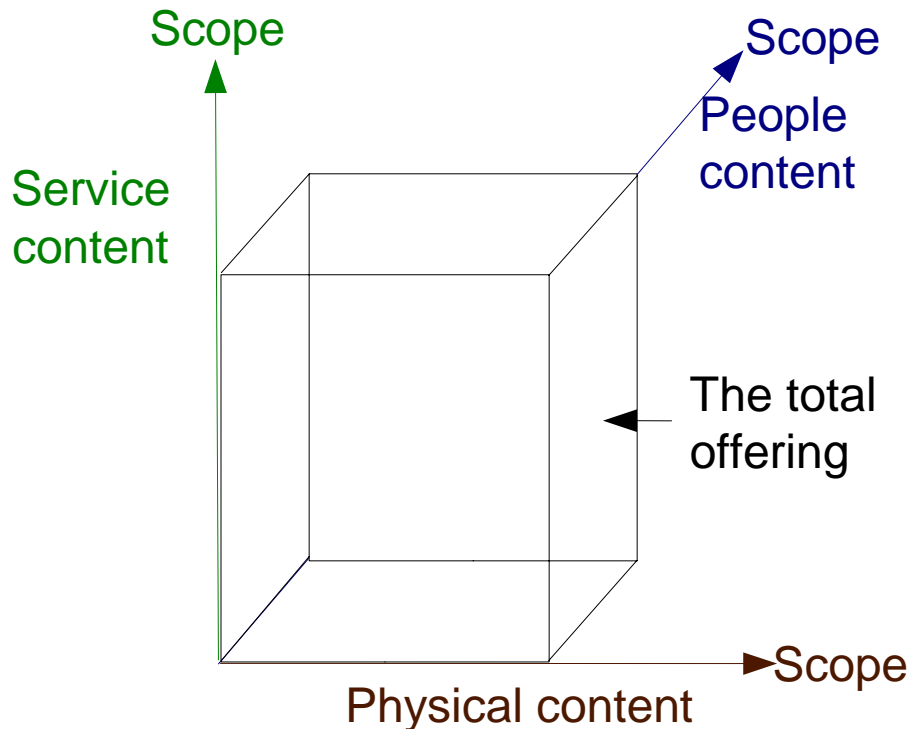 Scope
Scope
People
content
Service
content
The total
offering
Scope
Physical content